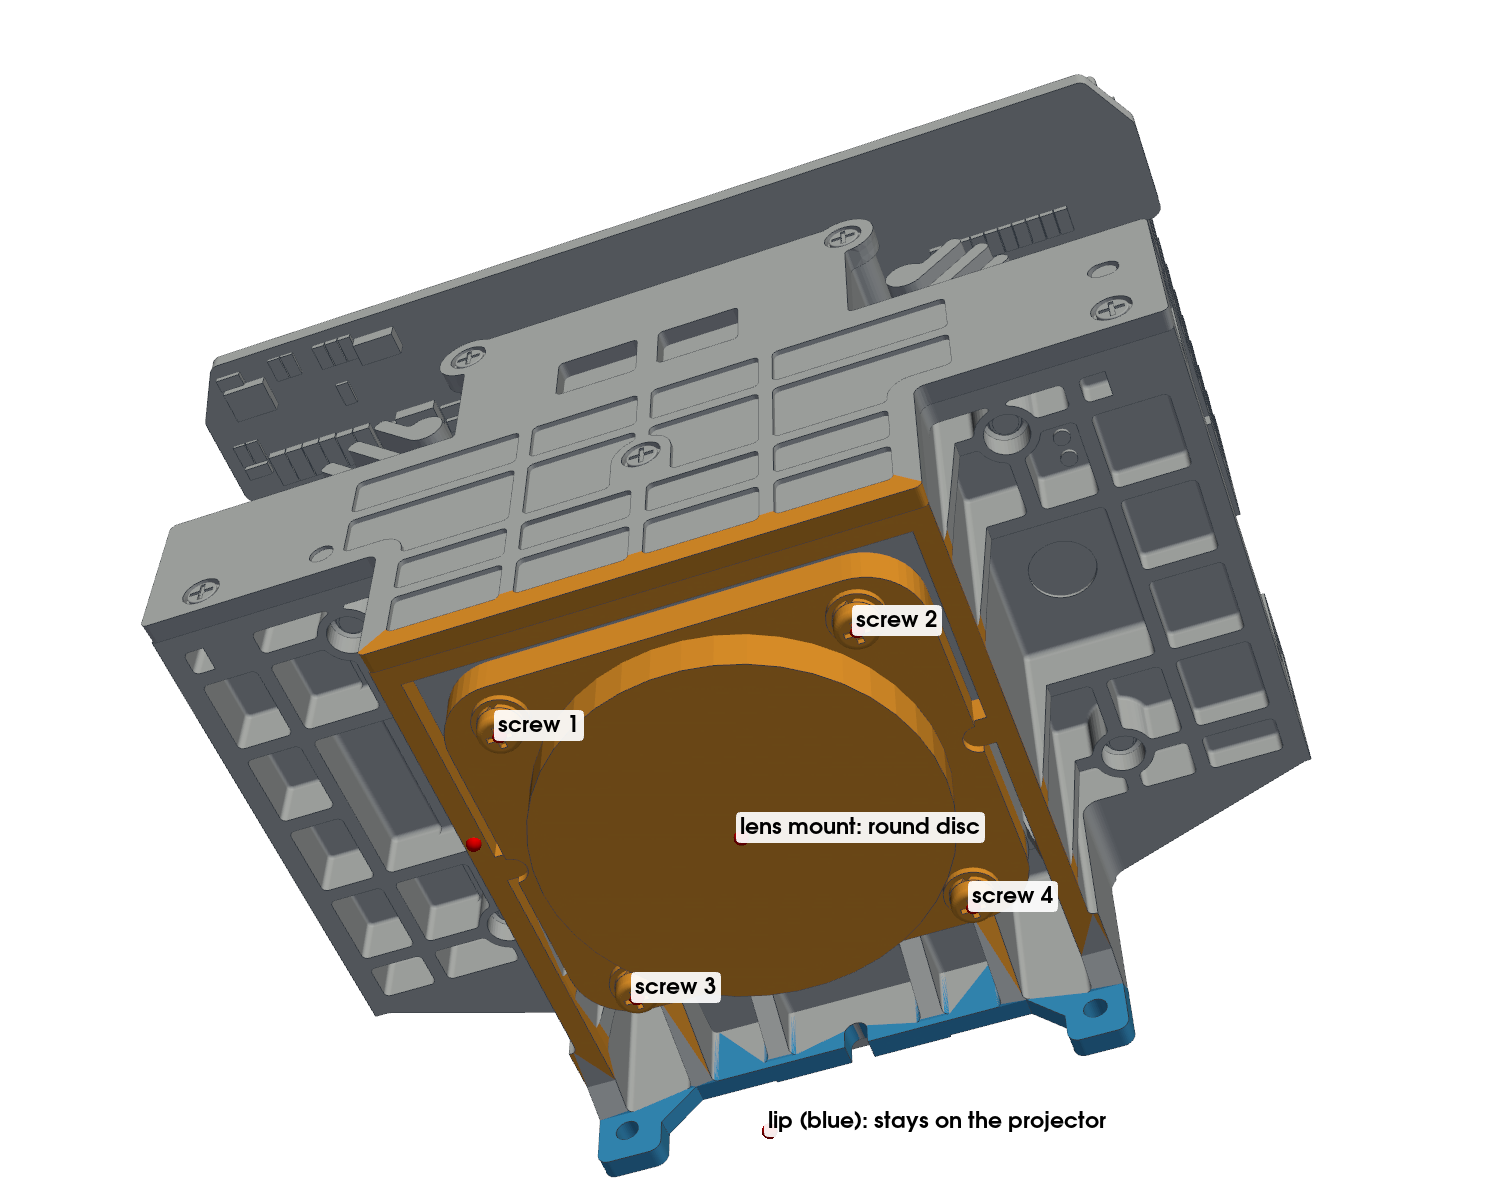 screw 2
screw 1
lens mount: round disc
screw 4
screw 3
lip (blue): stays on the projector